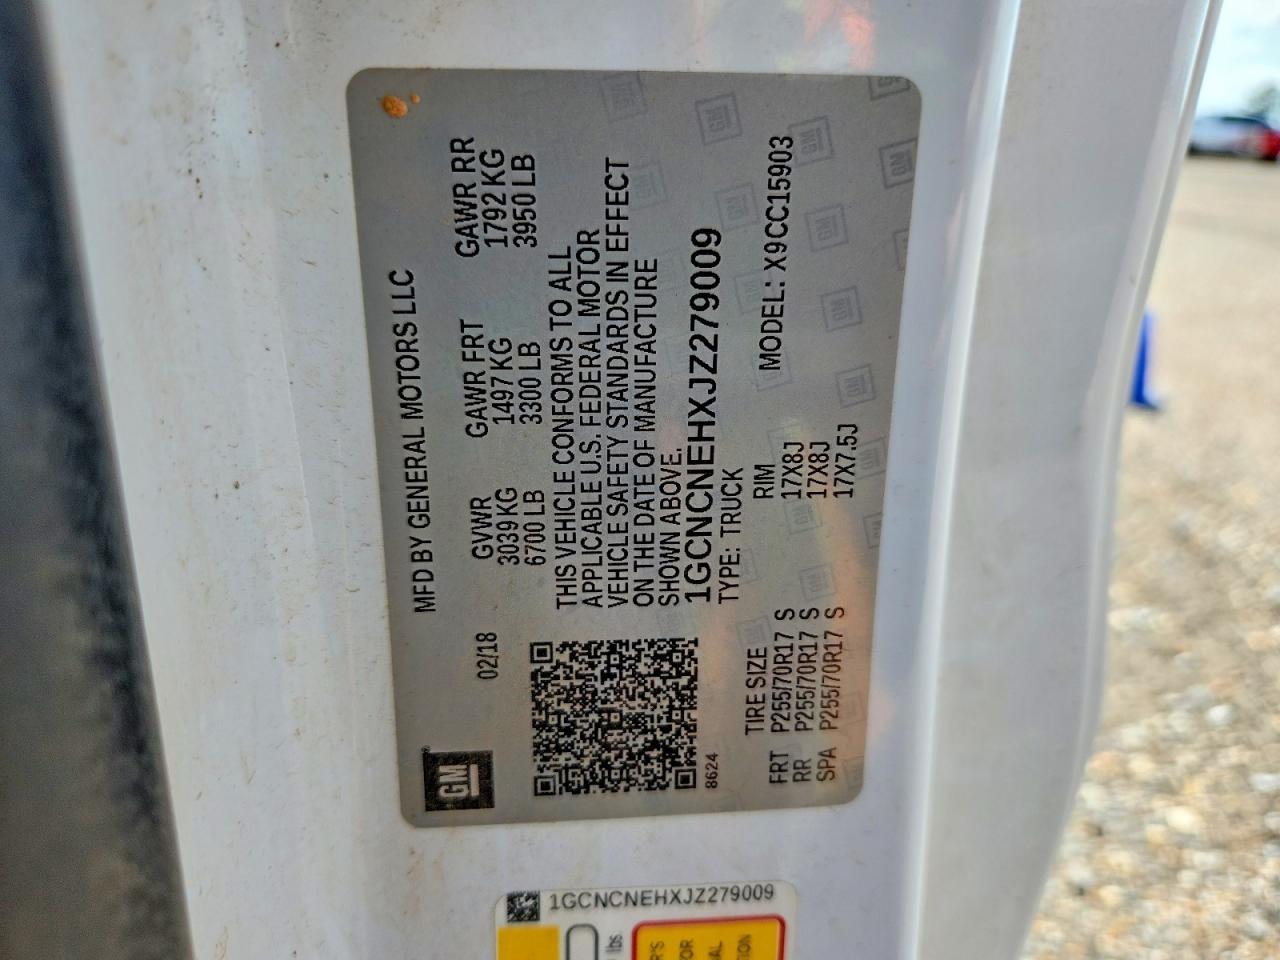 GM
MFD BY GENERAL MOTORS LLC
02/18
GVWR GAWR FRT GAWR RR
3039 KG 1497 KG 1792 KG
6700 LB 3300 LB 3950 LB
THIS VEHICLE CONFORMS TO ALL
APPLICABLE U.S. FEDERAL MOTOR
VEHICLE SAFETY STANDARDS IN EFFECT
ON THE DATE OF MANUFACTURE
SHOWN ABOVE.
1GCNCNEHXJZ279009
8624
TYPE: TRUCK
TIRE SIZE RIM MODEL: X9CC15903
FRT P255/70R17 S 17X8J
RR P255/70R17 S 17X8J
SPA P255/70R17 S 17X7.5J
1GCNCNEHXJZ279009
lbs